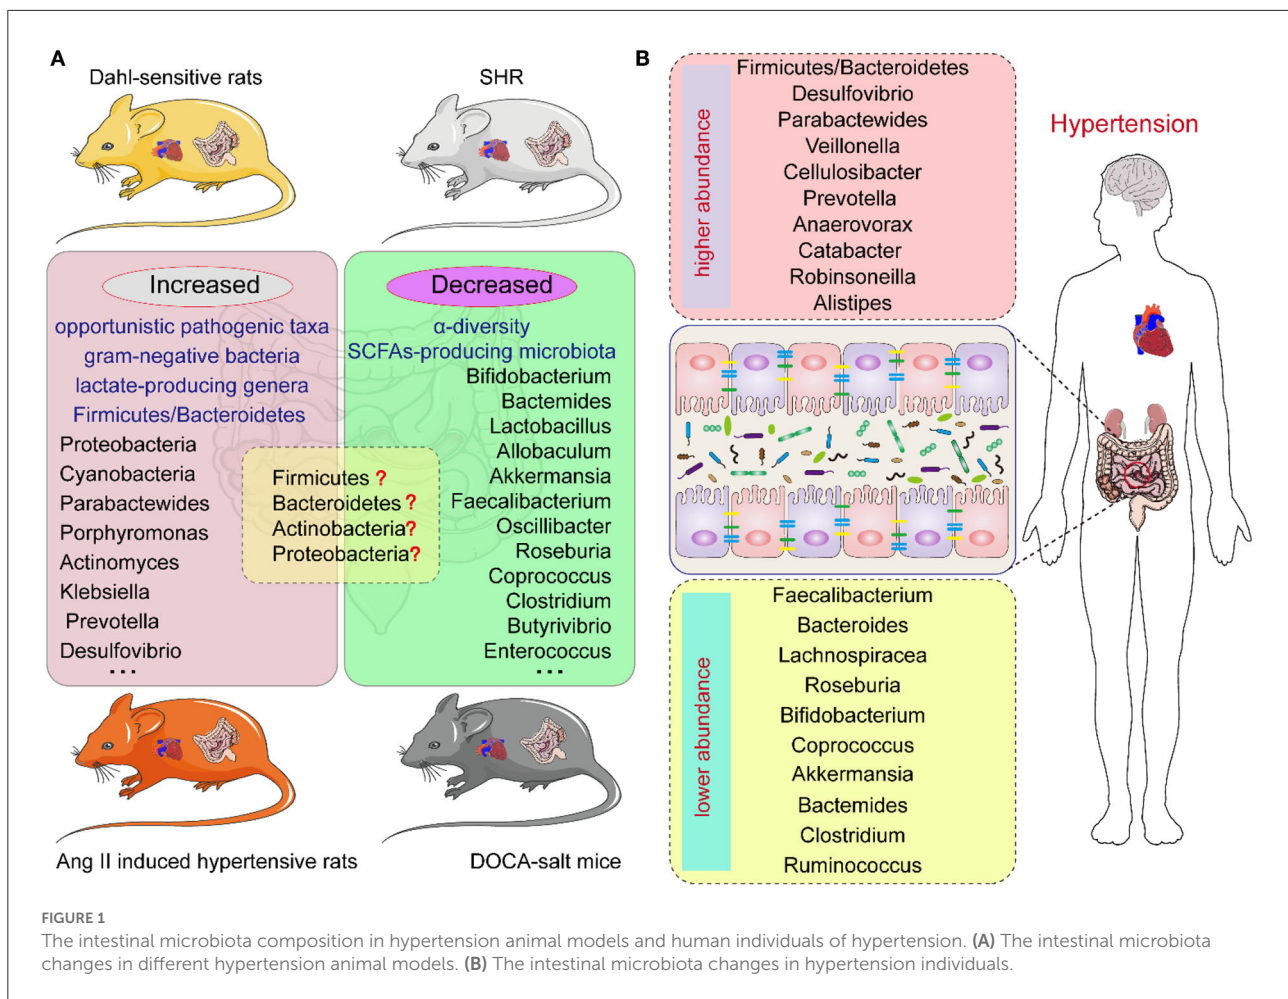 A
Dahl-sensitive rats
SHR
Increased
opportunistic pathogenic taxa
gram-negative bacteria
lactate-producing genera
Firmicutes/Bacteroidetes
Proteobacteria
Cyanobacteria
Parabactewides
Porphyromonas
Actinomyces
Klebsiella
Prevotella
Desulfovibrio
...
Firmicutes ?
Bacteroidetes ?
Actinobacteria?
Proteobacteria?
Decreased
α-diversity
SCFAs-producing microbiota
Bifidobacterium
Bactemides
Lactobacillus
Allobaculum
Akkermansia
Faecalibacterium
Oscillibacter
Roseburia
Coprococcus
Clostridium
Butyrivibrio
Enterococcus
...
Ang II induced hypertensive rats
DOCA-salt mice
B
higher abundance
Firmicutes/Bacteroidetes
Desulfovibrio
Parabactewides
Veillonella
Cellulosibacter
Prevotella
Anaerovorax
Catabacter
Robinsoneilla
Alistipes
Hypertension
lower abundance
Faecalibacterium
Bacteroides
Lachnospiracea
Roseburia
Bifidobacterium
Coprococcus
Akkermansia
Bactemides
Clostridium
Ruminococcus
FIGURE 1
The intestinal microbiota composition in hypertension animal models and human individuals of hypertension. (A) The intestinal microbiota
changes in different hypertension animal models. (B) The intestinal microbiota changes in hypertension individuals.